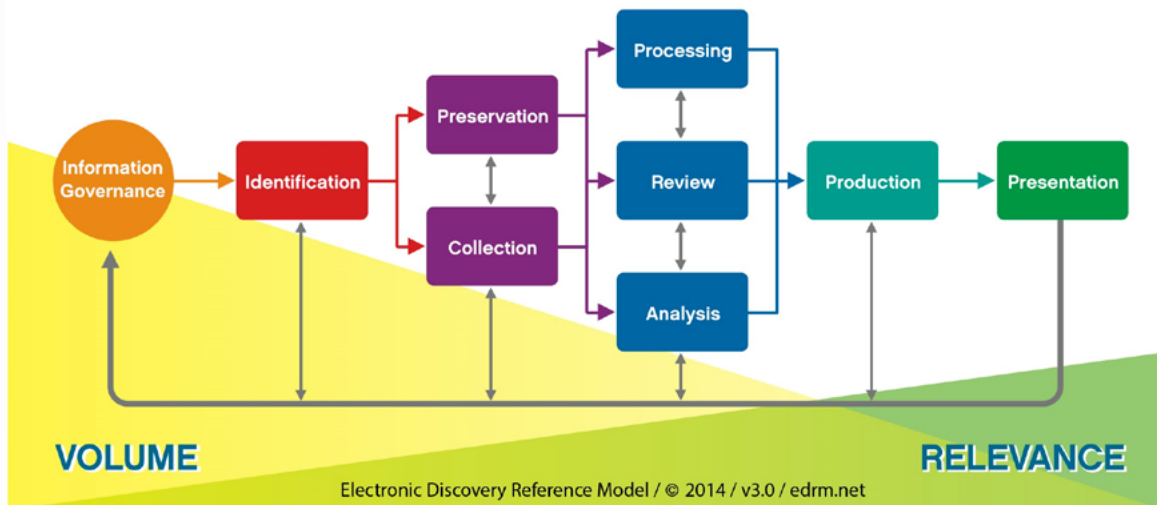 Processing
Preservation
Information
Governance
Identification
Review
Production
Presentation
Collection
Analysis
VOLUME
RELEVANCE
Electronic Discovery Reference Model / © 2014 / v3.0 / edrm.net